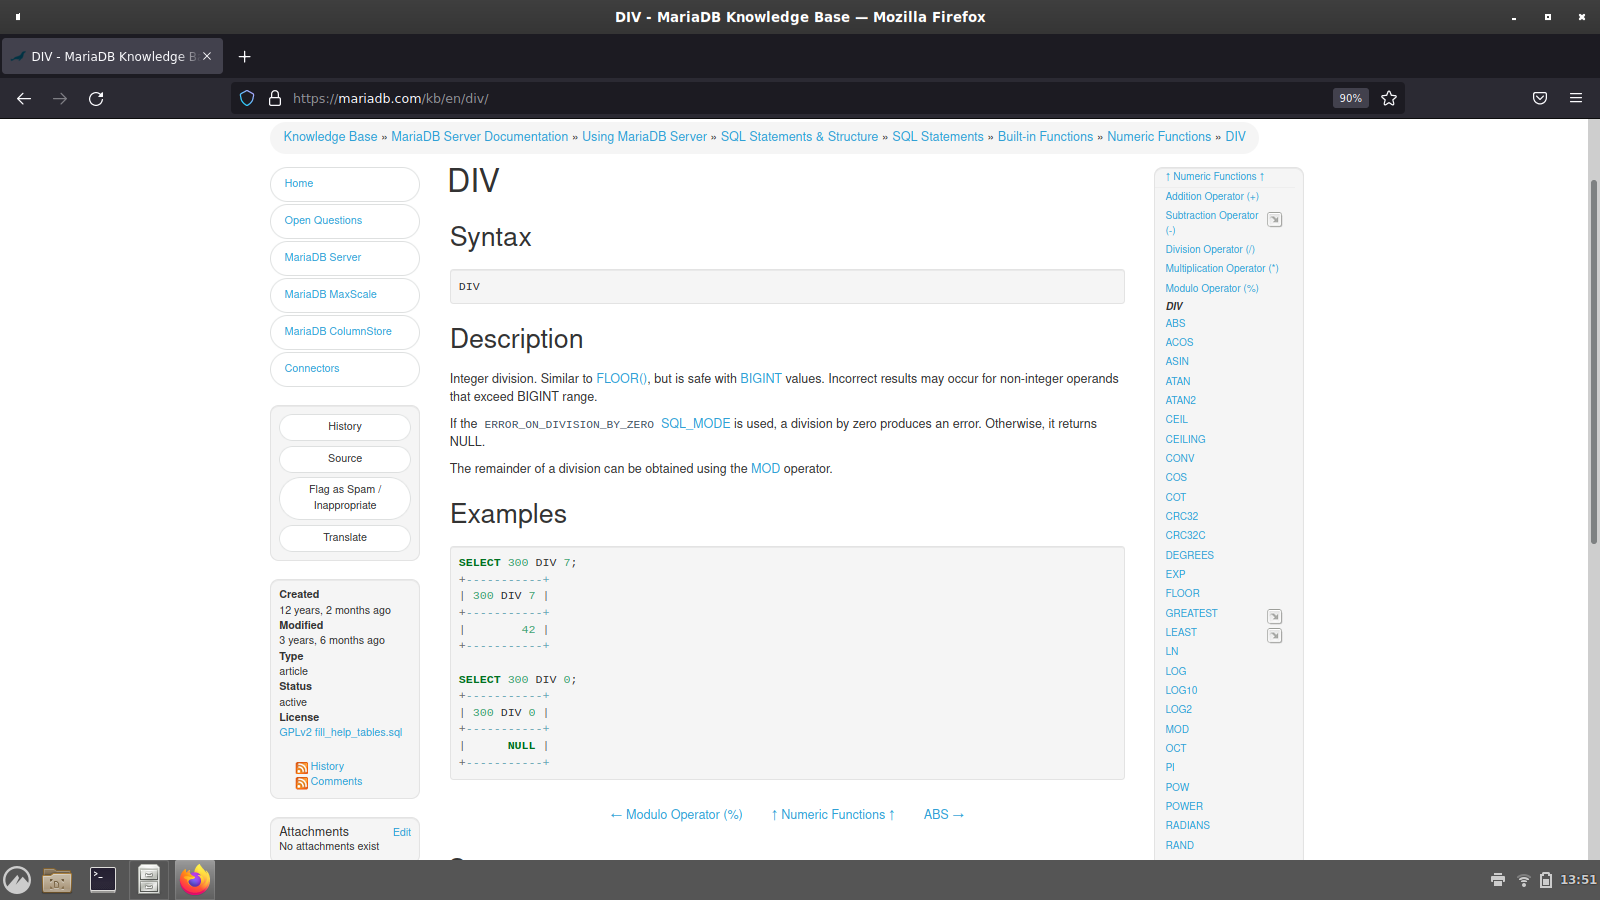 DIV - MariaDB Knowledge Base — Mozilla Firefox
DIV - MariaDB Knowledge B
https://mariadb.com/kb/en/div/
90%
Knowledge Base » MariaDB Server Documentation » Using MariaDB Server » SQL Statements & Structure » SQL Statements » Built-in Functions » Numeric Functions » DIV
Home
Open Questions
MariaDB Server
MariaDB MaxScale
MariaDB ColumnStore
Connectors
History
Source
Flag as Spam /
Inappropriate
Translate
Created
12 years, 2 months ago
Modified
3 years, 6 months ago
Type
article
Status
active
License
GPLv2 fill_help_tables.sql
History
Comments
Attachments Edit
No attachments exist
DIV
Syntax
DIV
Description
Integer division. Similar to FLOOR(), but is safe with BIGINT values. Incorrect results may occur for non-integer operands
that exceed BIGINT range.
If the ERROR_ON_DIVISION_BY_ZERO SQL_MODE is used, a division by zero produces an error. Otherwise, it returns
NULL.
The remainder of a division can be obtained using the MOD operator.
Examples
SELECT 300 DIV 7;
+-----------+
| 300 DIV 7 |
+-----------+
|        42 |
+-----------+
SELECT 300 DIV 0;
+-----------+
| 300 DIV 0 |
+-----------+
|      NULL |
+-----------+
← Modulo Operator (%) ↑ Numeric Functions ↑ ABS →
↑ Numeric Functions ↑
Addition Operator (+)
Subtraction Operator
(-)
Division Operator (/)
Multiplication Operator (*)
Modulo Operator (%)
DIV
ABS
ACOS
ASIN
ATAN
ATAN2
CEIL
CEILING
CONV
COS
COT
CRC32
CRC32C
DEGREES
EXP
FLOOR
GREATEST
LEAST
LN
LOG
LOG10
LOG2
MOD
OCT
PI
POW
POWER
RADIANS
RAND
13:51